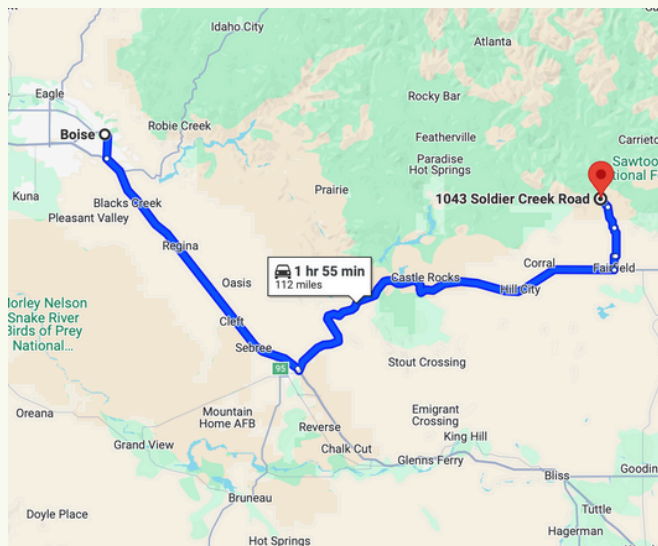 Idaho City
Atlanta
Eagle
Rocky Bar
Boise
Robie Creek
Featherville
Carrieto
Paradise
Hot Springs
Sawtoo
tional F
Kuna
Blacks Creek
Prairie
1043 Soldier Creek Road
Pleasant Valley
Regina
1 hr 55 min
112 miles
Oasis
Castle Rocks
Corral
Fairfield
Hill City
Morley Nelson
Snake River
Birds of Prey
National...
Cleft
Sebree
95
Stout Crossing
Oreana
Mountain
Home AFB
Reverse
Emigrant
Crossing
Grand View
Chalk Cut
King Hill
Glenns Ferry
Bliss
Goodin
Bruneau
Tuttle
Doyle Place
Hot Springs
Hagerman